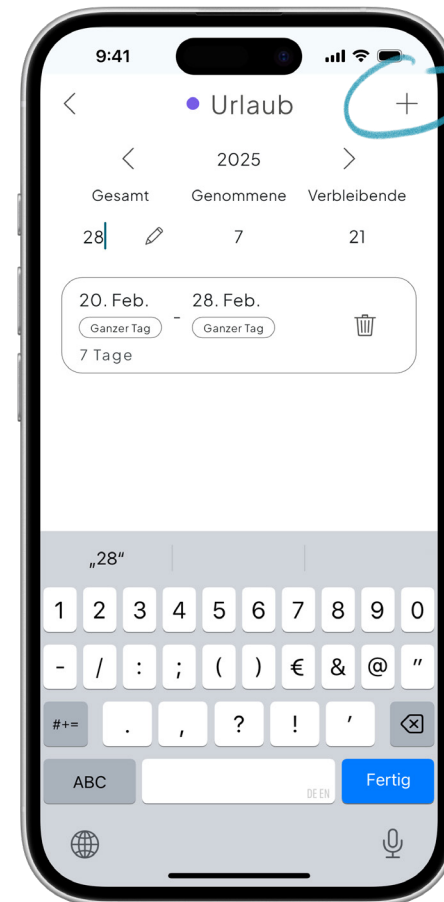 9:41
Urlaub
2025
Gesamt Genommene Verbleibende
28 7 21
20. Feb. - 28. Feb.
Ganzer Tag Ganzer Tag
7 Tage
„28“
1 2 3 4 5 6 7 8 9 0
- / : ; ( ) € & @ "
#+= . , ? ! '
ABC DE EN Fertig